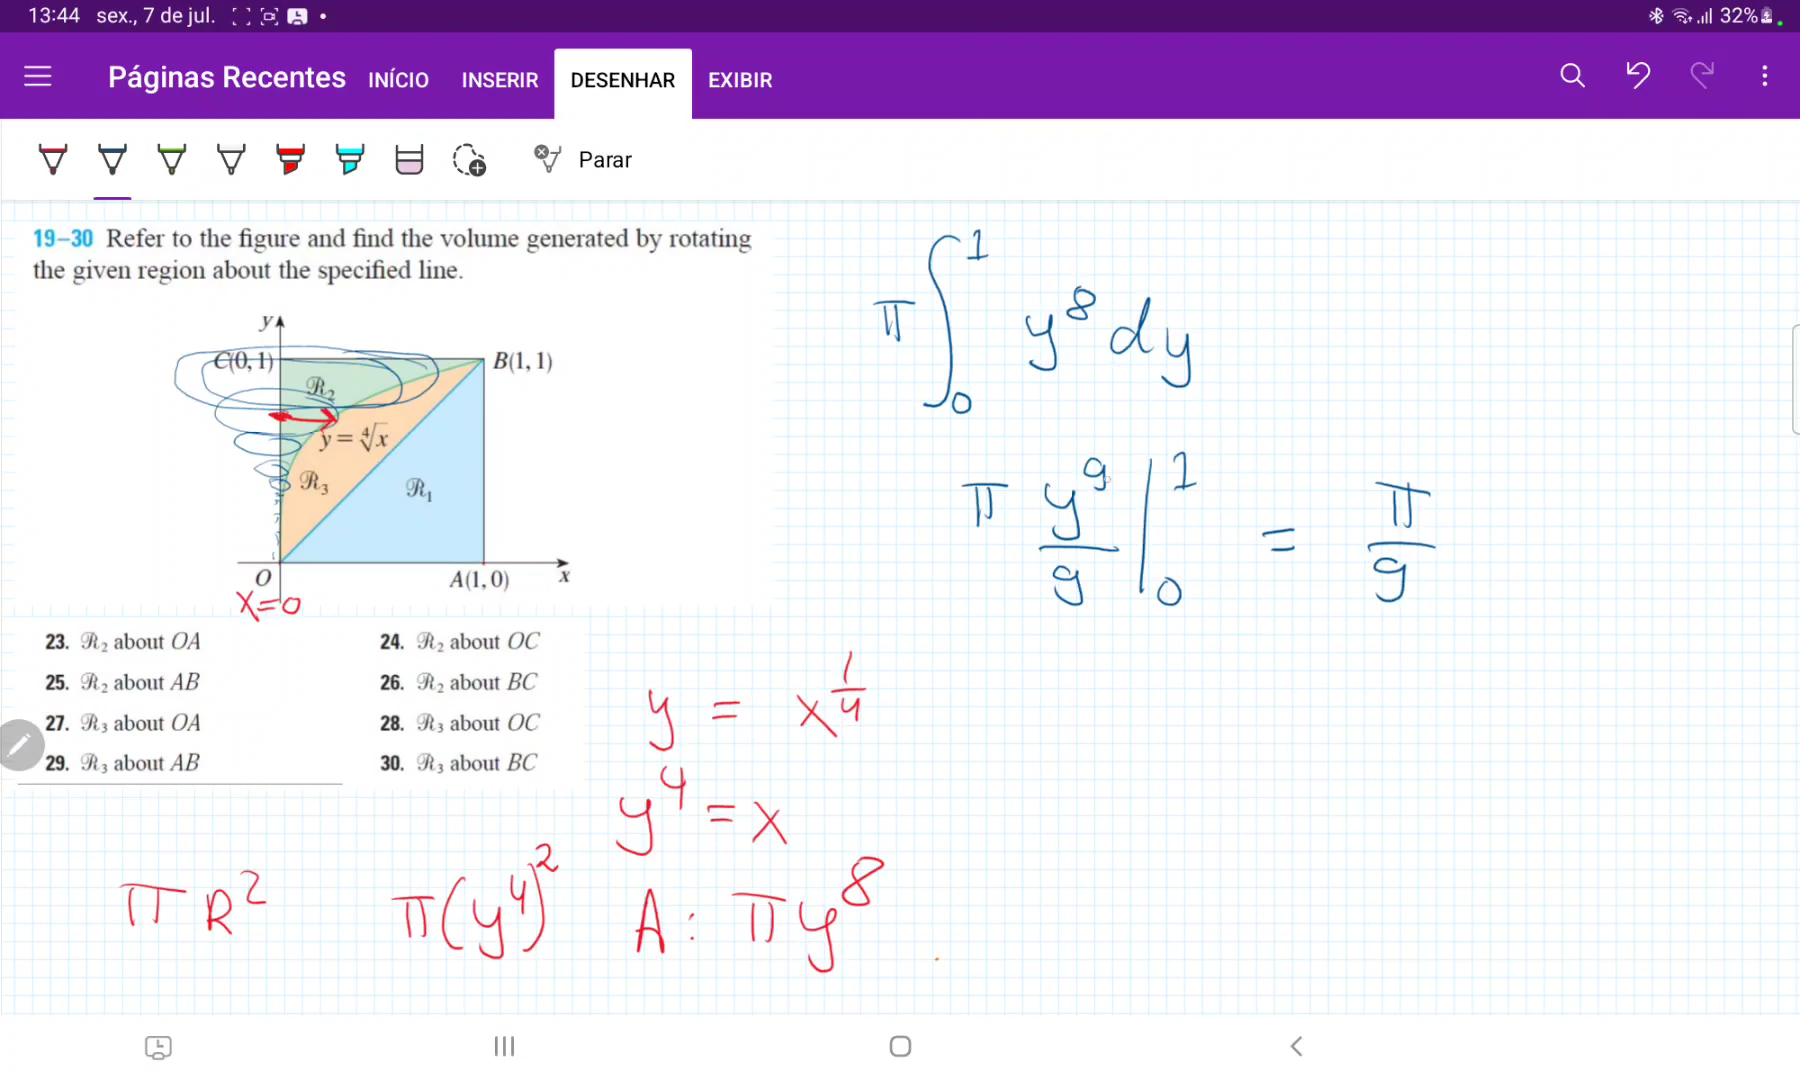 13:44 sex., 7 de jul. 32%
Páginas Recentes INÍCIO INSERIR DESENHAR EXIBIR
Parar
19–30 Refer to the figure and find the volume generated by rotating
the given region about the specified line.
y
C(0, 1) B(1, 1)
ℛ₂
y = ∜x
ℛ₃ ℛ₁
O A(1, 0) x
x=0
23. ℛ₂ about OA 24. ℛ₂ about OC
25. ℛ₂ about AB 26. ℛ₂ about BC
27. ℛ₃ about OA 28. ℛ₃ about OC
29. ℛ₃ about AB 30. ℛ₃ about BC
π ∫₀¹ y⁸ dy
π y⁹/9 |₀¹ = π/9
y = x^(1/4)
y⁴ = x
πR² π(y⁴)² A: πy⁸